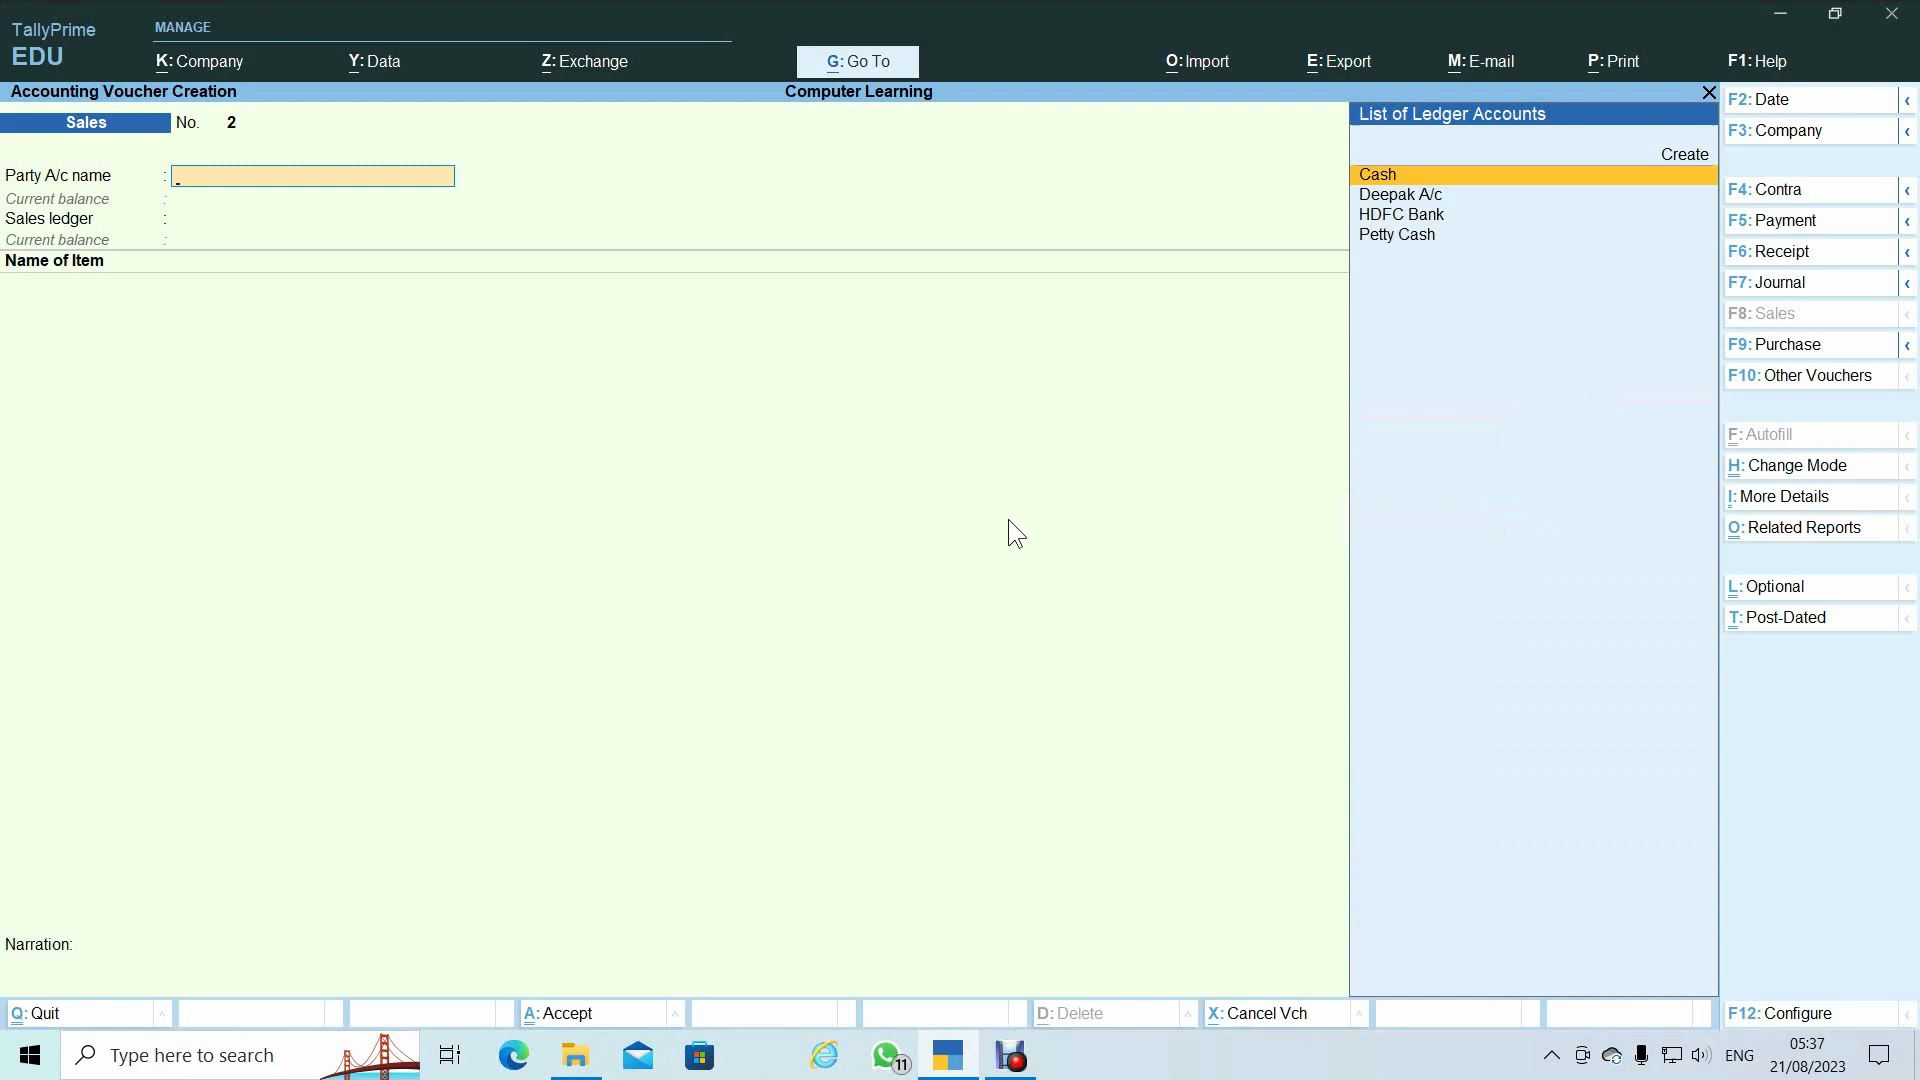 TallyPrime
EDU
MANAGE
K: Company
Y: Data
Z: Exchange
G: Go To
O: Import
E: Export
M: E-mail
P: Print
F1: Help
Accounting Voucher Creation
Computer Learning
Sales No. 2
Party A/c name :
Current balance :
Sales ledger :
Current balance :
Name of Item
Narration:
List of Ledger Accounts
Create
Cash
Deepak A/c
HDFC Bank
Petty Cash
F2: Date
F3: Company
F4: Contra
F5: Payment
F6: Receipt
F7: Journal
F8: Sales
F9: Purchase
F10: Other Vouchers
F: Autofill
H: Change Mode
I: More Details
O: Related Reports
L: Optional
T: Post-Dated
Q: Quit
A: Accept
D: Delete
X: Cancel Vch
F12: Configure
Type here to search
11
ENG
05:37
21/08/2023